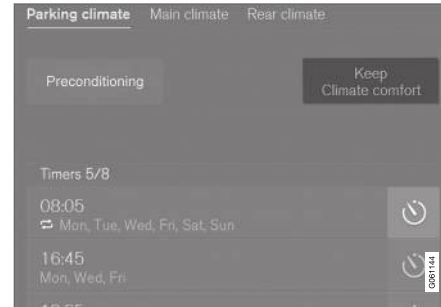 Parking climate Main climate Rear climate
Preconditioning
Keep
Climate comfort
Timers 5/8
08:05
Mon, Tue, Wed, Fri, Sat, Sun
16:45
Mon, Wed, Fri
G061144